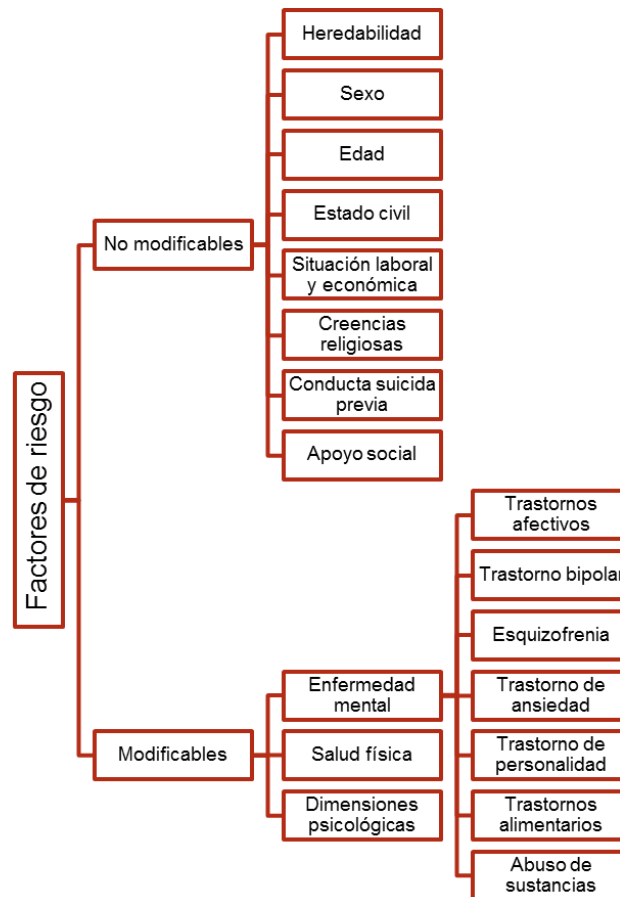 Factores de riesgo
No modificables
Heredabilidad
Sexo
Edad
Estado civil
Situación laboral
y económica
Creencias
religiosas
Conducta suicida
previa
Apoyo social
Modificables
Enfermedad
mental
Salud física
Dimensiones
psicológicas
Trastornos
afectivos
Trastorno bipolar
Esquizofrenia
Trastorno de
ansiedad
Trastorno de
personalidad
Trastornos
alimentarios
Abuso de
sustancias